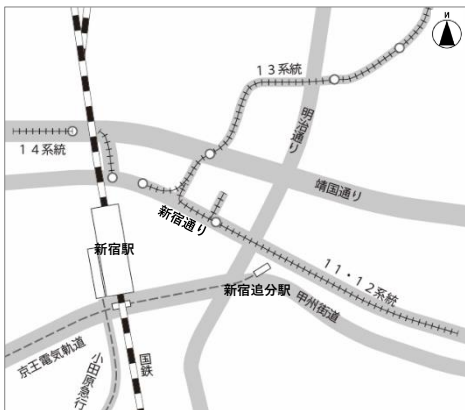 N
13系統
明治通り
14系統
靖国通り
新宿通り
新宿駅
11・12系統
新宿追分駅
甲州街道
京王電気軌道
小田原急行
国鉄